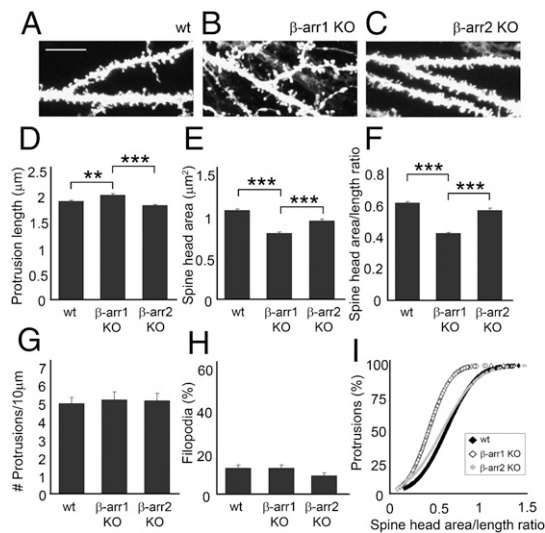 A wt
B β-arr1 KO
C β-arr2 KO
D
Protrusion length (μm)
2.5
2
1.5
1
0.5
0
** ***
wt β-arr1 KO β-arr2 KO
E
Spine head area (μm²)
1.5
1
0.5
0
*** ***
wt β-arr1 KO β-arr2 KO
F
Spine head area/length ratio
0.8
0.6
0.4
0.2
0
*** ***
wt β-arr1 KO β-arr2 KO
G
# Protrusions/10μm
7
6
5
4
3
2
1
0
wt β-arr1 KO β-arr2 KO
H
Filopodia (%)
60
40
20
0
wt β-arr1 KO β-arr2 KO
I
Protrusions (%)
100
75
50
25
0
wt
β-arr1 KO
β-arr2 KO
0 0.5 1 1.5
Spine head area/length ratio